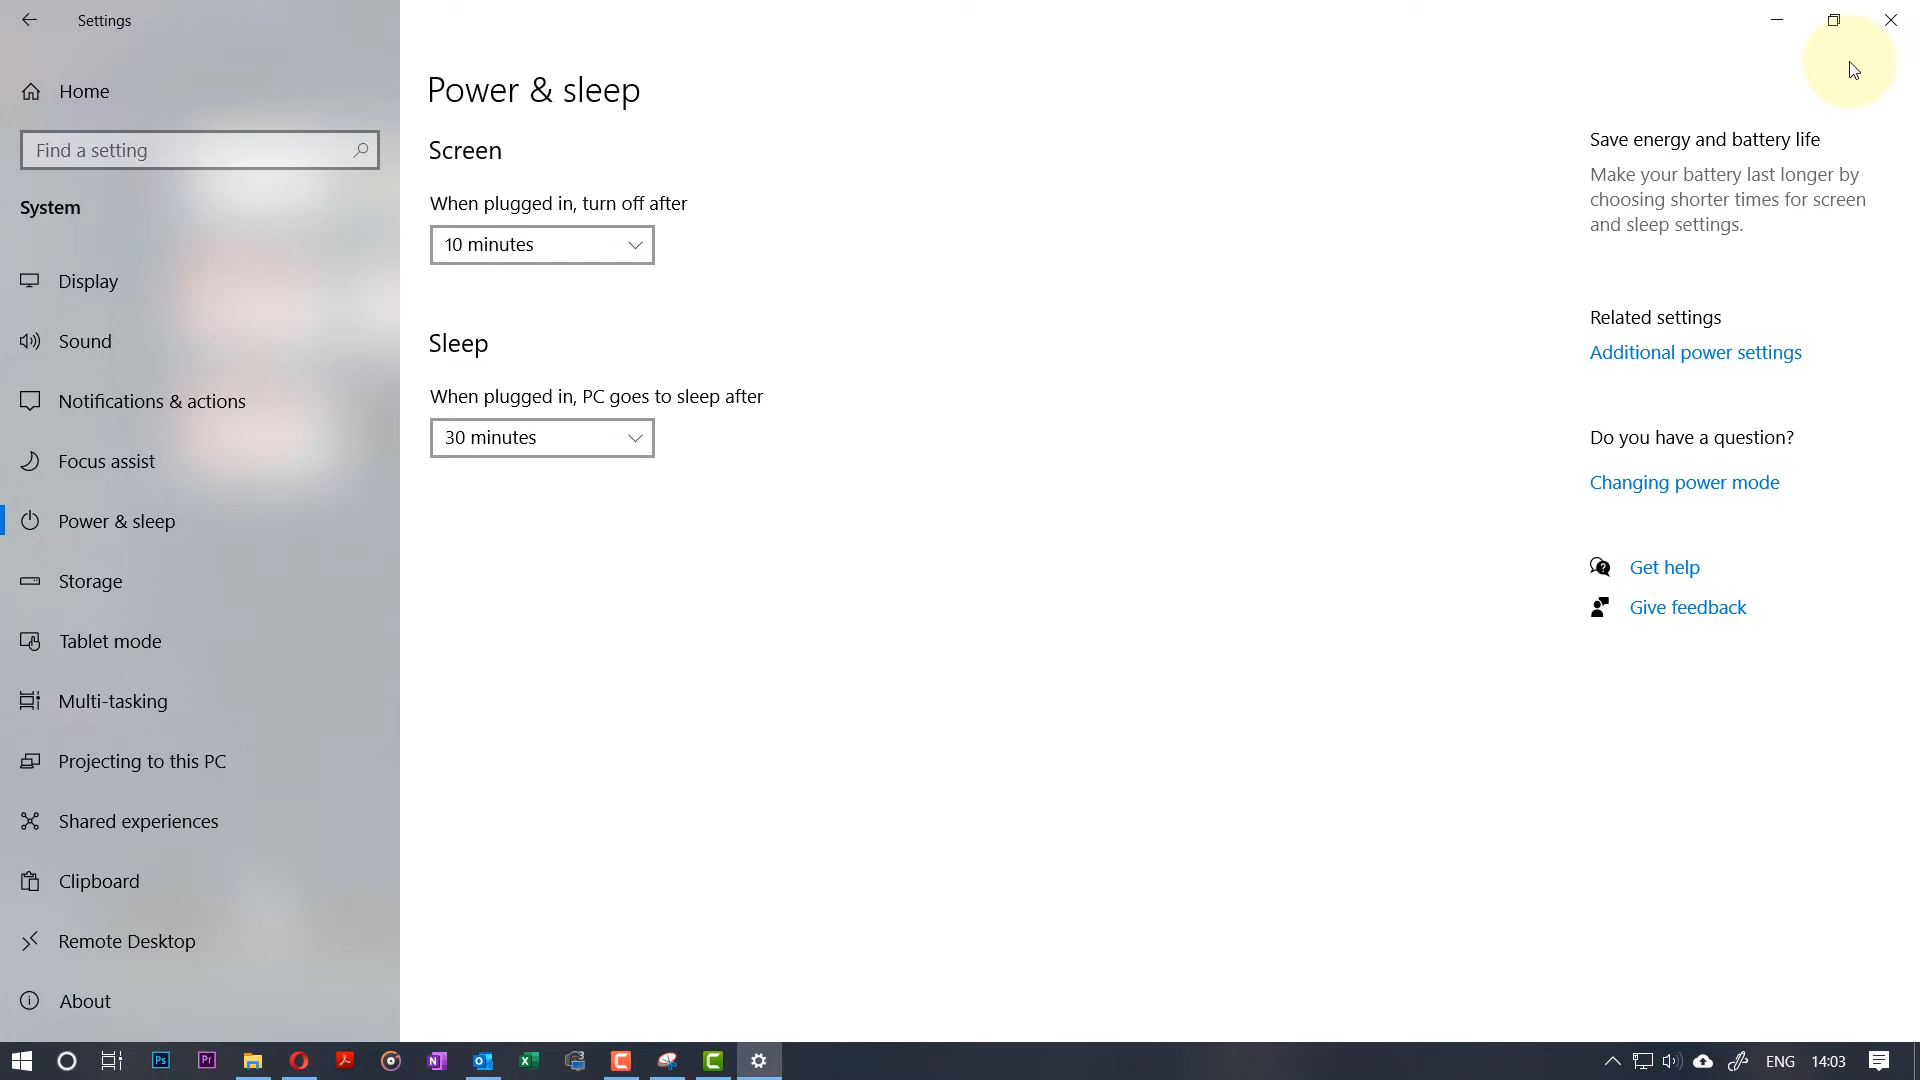 Settings
Home
Find a setting
System
Display
Sound
Notifications & actions
Focus assist
Power & sleep
Storage
Tablet mode
Multi-tasking
Projecting to this PC
Shared experiences
Clipboard
Remote Desktop
About
Power & sleep
Screen
When plugged in, turn off after
10 minutes
Sleep
When plugged in, PC goes to sleep after
30 minutes
Save energy and battery life
Make your battery last longer by
choosing shorter times for screen
and sleep settings.
Related settings
Additional power settings
Do you have a question?
Changing power mode
Get help
Give feedback
Ps
Pr
N
3
C
C
ENG
14:03